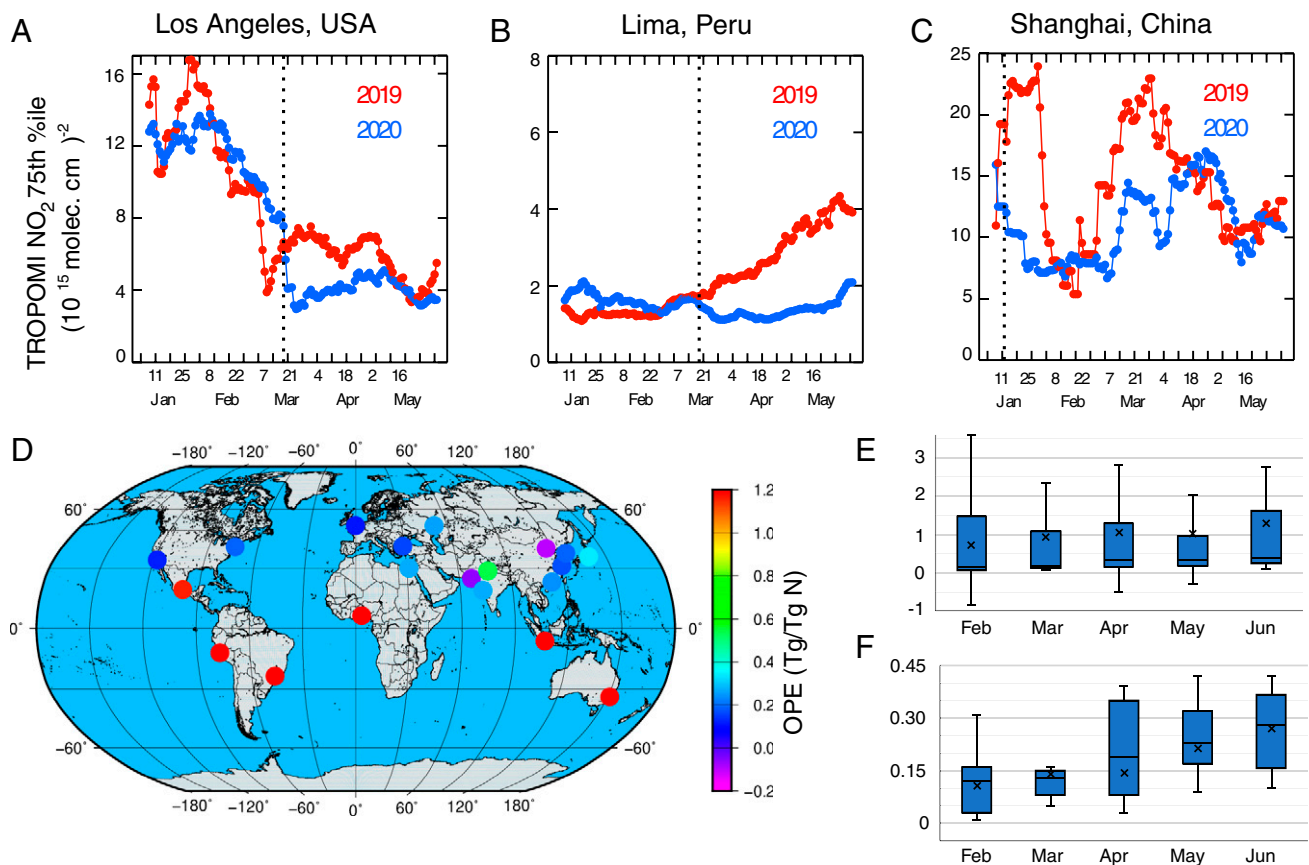 A Los Angeles, USA
B Lima, Peru
C Shanghai, China
TROPOMI NO2 75th %ile
(10 15 molec. cm )-2
16
12
8
4
0
2019
2020
11 25 8 22 7 21 4 18 2 16
Jan Feb Mar Apr May
8
6
4
2
0
2019
2020
11 25 8 22 7 21 4 18 2 16
Jan Feb Mar Apr May
25
20
15
10
5
0
2019
2020
11 25 8 22 7 21 4 18 2 16
Jan Feb Mar Apr May
D
−180° −120° −60° 0° 60° 120° 180°
60° 60°
0° 0°
−60° −60°
−180° −120° −60° 0° 60° 120° 180°
1.2
1.0
0.8
0.6
0.4
0.2
0.0
−0.2
OPE (Tg/Tg N)
E
3
2
1
0
-1
Feb Mar Apr May Jun
F
0.45
0.30
0.15
0
Feb Mar Apr May Jun